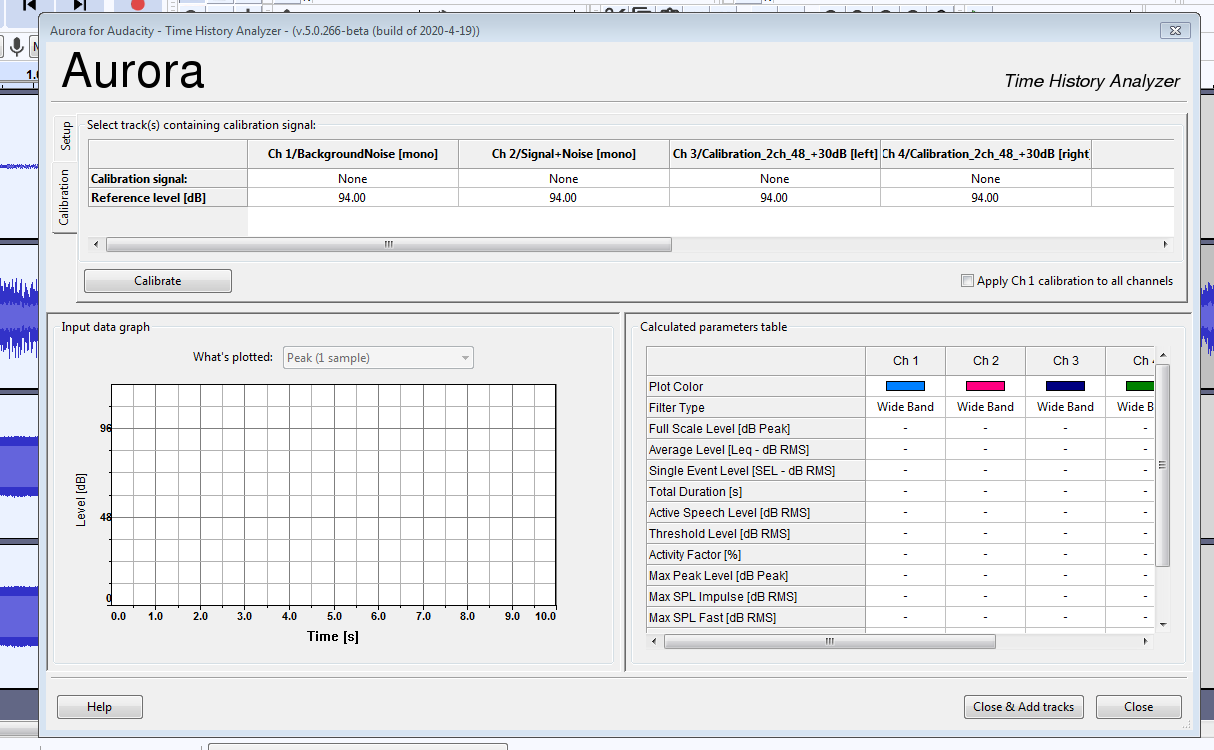 Aurora for Audacity - Time History Analyzer - (v.5.0.266-beta (build of 2020-4-19))
Aurora
Time History Analyzer
1.0
Setup
Calibration
Select track(s) containing calibration signal:
Ch 1/BackgroundNoise [mono] Ch 2/Signal+Noise [mono] Ch 3/Calibration_2ch_48_+30dB [left] Ch 4/Calibration_2ch_48_+30dB [right]
Calibration signal: None None None None
Reference level [dB] 94.00 94.00 94.00 94.00
Calibrate
Apply Ch 1 calibration to all channels
Input data graph
What's plotted: Peak (1 sample)
96
48
0
Level [dB]
0.0 1.0 2.0 3.0 4.0 5.0 6.0 7.0 8.0 9.0 10.0
Time [s]
Calculated parameters table
Ch 1 Ch 2 Ch 3 Ch
Plot Color
Filter Type Wide Band Wide Band Wide Band Wide B
Full Scale Level [dB Peak] - - - -
Average Level [Leq - dB RMS] - - - -
Single Event Level [SEL - dB RMS] - - - -
Total Duration [s] - - - -
Active Speech Level [dB RMS] - - - -
Threshold Level [dB RMS] - - - -
Activity Factor [%] - - - -
Max Peak Level [dB Peak] - - - -
Max SPL Impulse [dB RMS] - - - -
Max SPL Fast [dB RMS] - - - -
Help
Close & Add tracks
Close